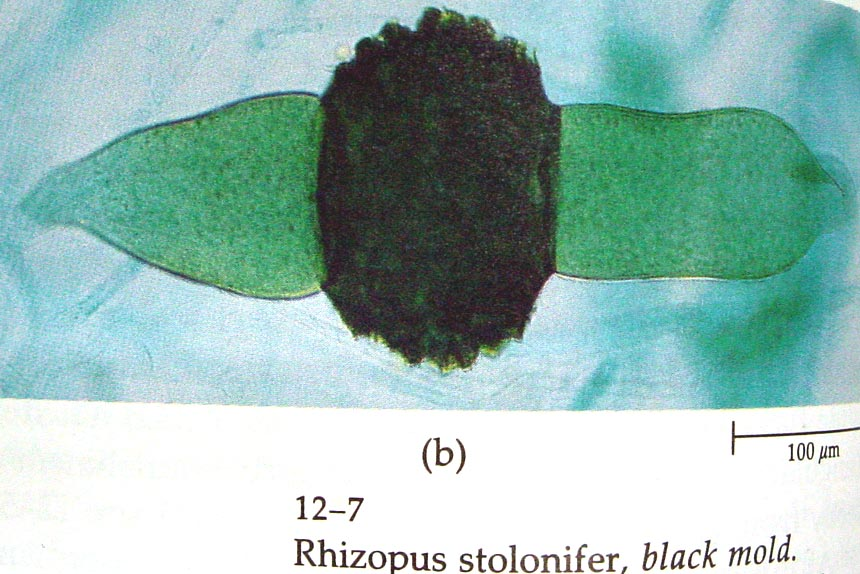 100 μm
(b)
12–7
Rhizopus stolonifer, black mold.